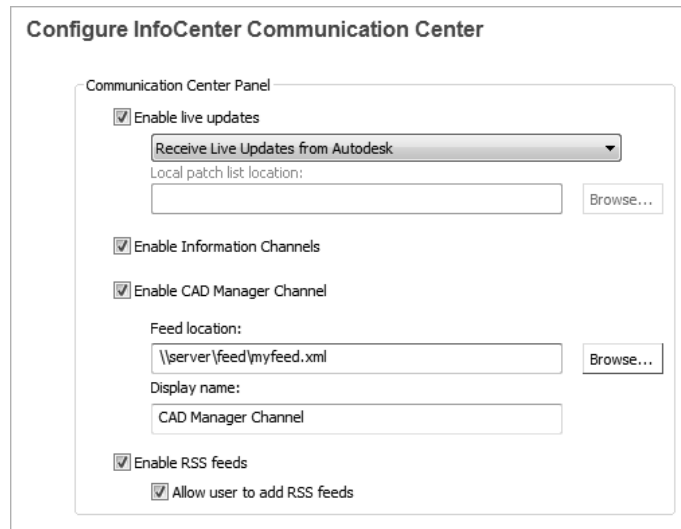 Configure InfoCenter Communication Center
Communication Center Panel
Enable live updates
Receive Live Updates from Autodesk
Local patch list location:
Browse...
Enable Information Channels
Enable CAD Manager Channel
Feed location:
\\server\feed\myfeed.xml
Browse...
Display name:
CAD Manager Channel
Enable RSS feeds
Allow user to add RSS feeds